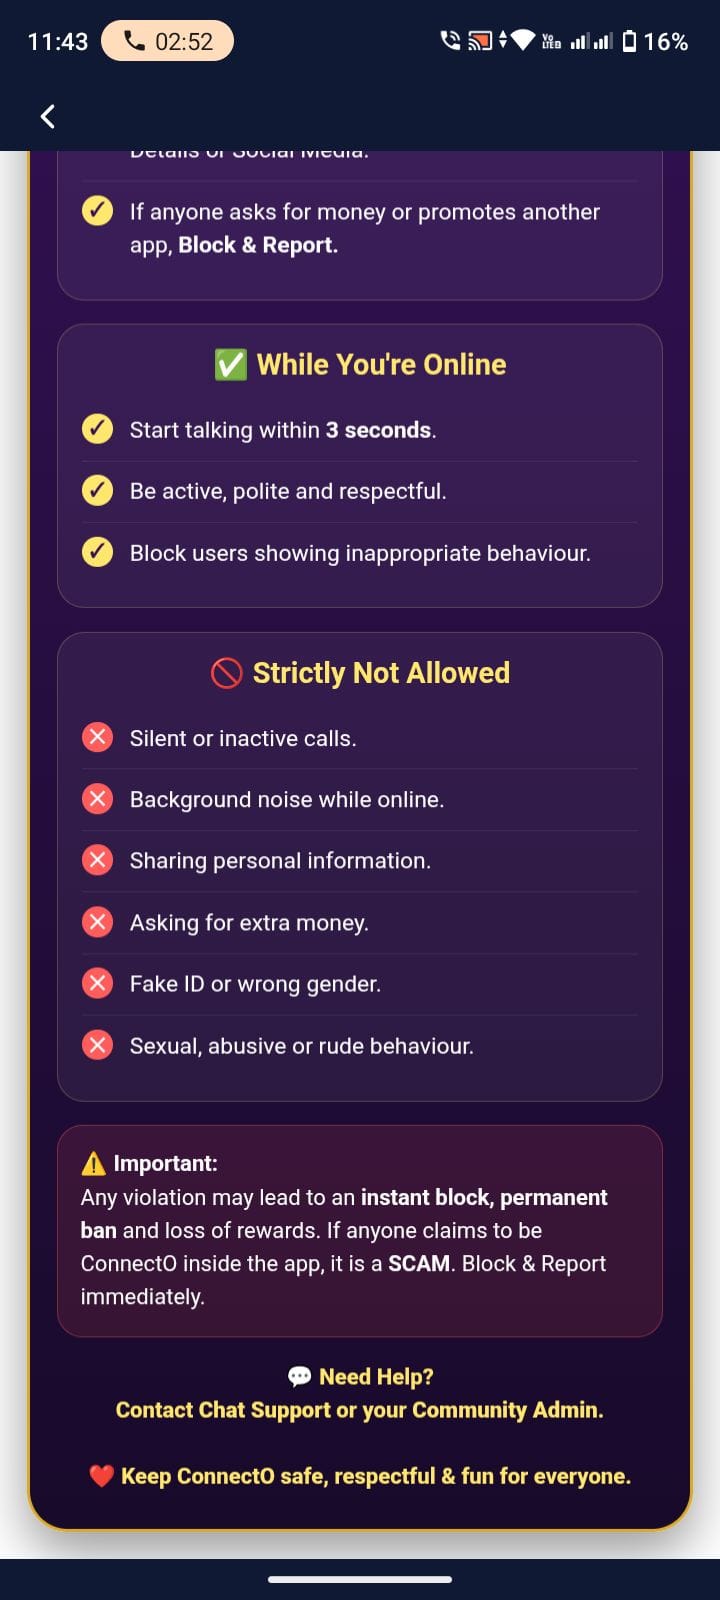 11:43 02:52 16%
Details or Social Media.
If anyone asks for money or promotes another
app, Block & Report.
✅ While You're Online
Start talking within 3 seconds.
Be active, polite and respectful.
Block users showing inappropriate behaviour.
🚫 Strictly Not Allowed
Silent or inactive calls.
Background noise while online.
Sharing personal information.
Asking for extra money.
Fake ID or wrong gender.
Sexual, abusive or rude behaviour.
⚠️ Important:
Any violation may lead to an instant block, permanent
ban and loss of rewards. If anyone claims to be
ConnectO inside the app, it is a SCAM. Block & Report
immediately.
💬 Need Help?
Contact Chat Support or your Community Admin.
❤️ Keep ConnectO safe, respectful & fun for everyone.